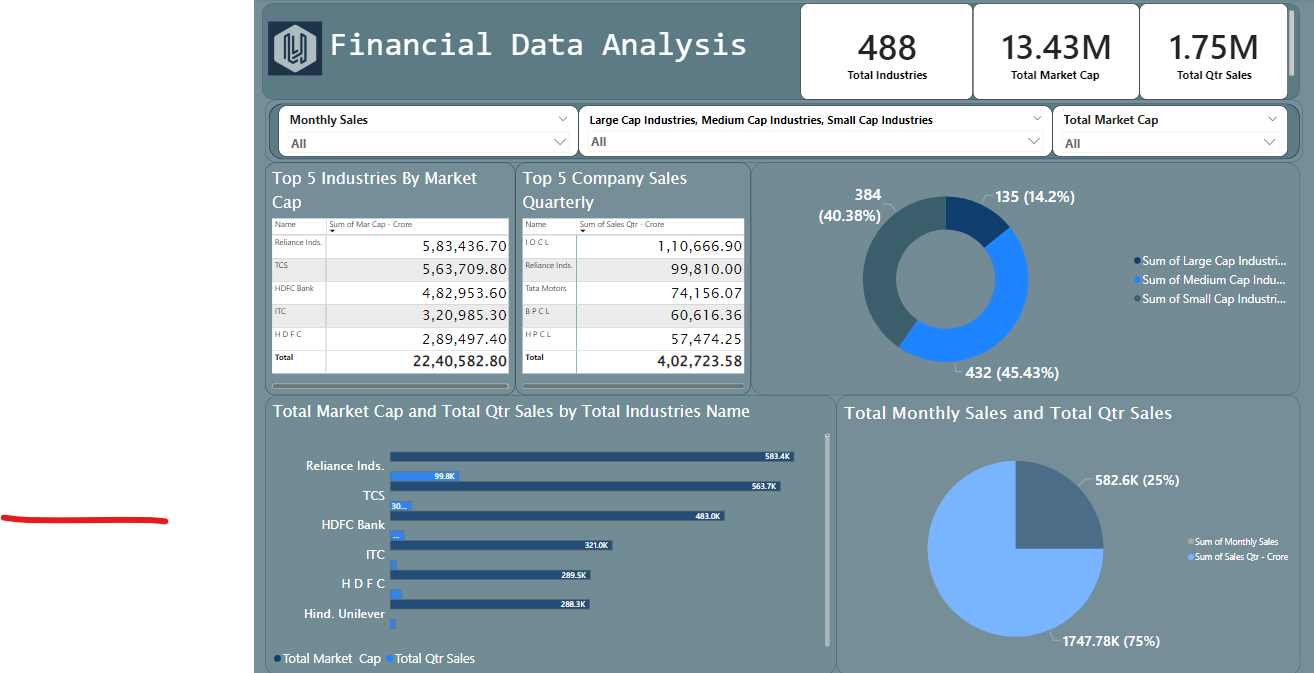 Financial Data Analysis
488
Total Industries
13.43M
Total Market Cap
1.75M
Total Qtr Sales
Monthly Sales
All
Large Cap Industries, Medium Cap Industries, Small Cap Industries
All
Total Market Cap
All
Top 5 Industries By Market
Cap
Name Sum of Mar Cap - Crore
Reliance Inds. 5,83,436.70
TCS 5,63,709.80
HDFC Bank 4,82,953.60
ITC 3,20,985.30
H D F C 2,89,497.40
Total 22,40,582.80
Top 5 Company Sales
Quarterly
Name Sum of Sales Qtr - Crore
I O C L 1,10,666.90
Reliance Inds. 99,810.00
Tata Motors 74,156.07
B P C L 60,616.36
H P C L 57,474.25
Total 4,02,723.58
384
(40.38%)
135 (14.2%)
432 (45.43%)
Sum of Large Cap Industri...
Sum of Medium Cap Indu...
Sum of Small Cap Industri...
Total Market Cap and Total Qtr Sales by Total Industries Name
Reliance Inds. 583.4K
99.8K
TCS 563.7K
30...
HDFC Bank 483.0K
...
ITC 321.0K
H D F C 289.5K
Hind. Unilever 288.3K
Total Market Cap Total Qtr Sales
Total Monthly Sales and Total Qtr Sales
582.6K (25%)
1747.78K (75%)
Sum of Monthly Sales
Sum of Sales Qtr - Crore